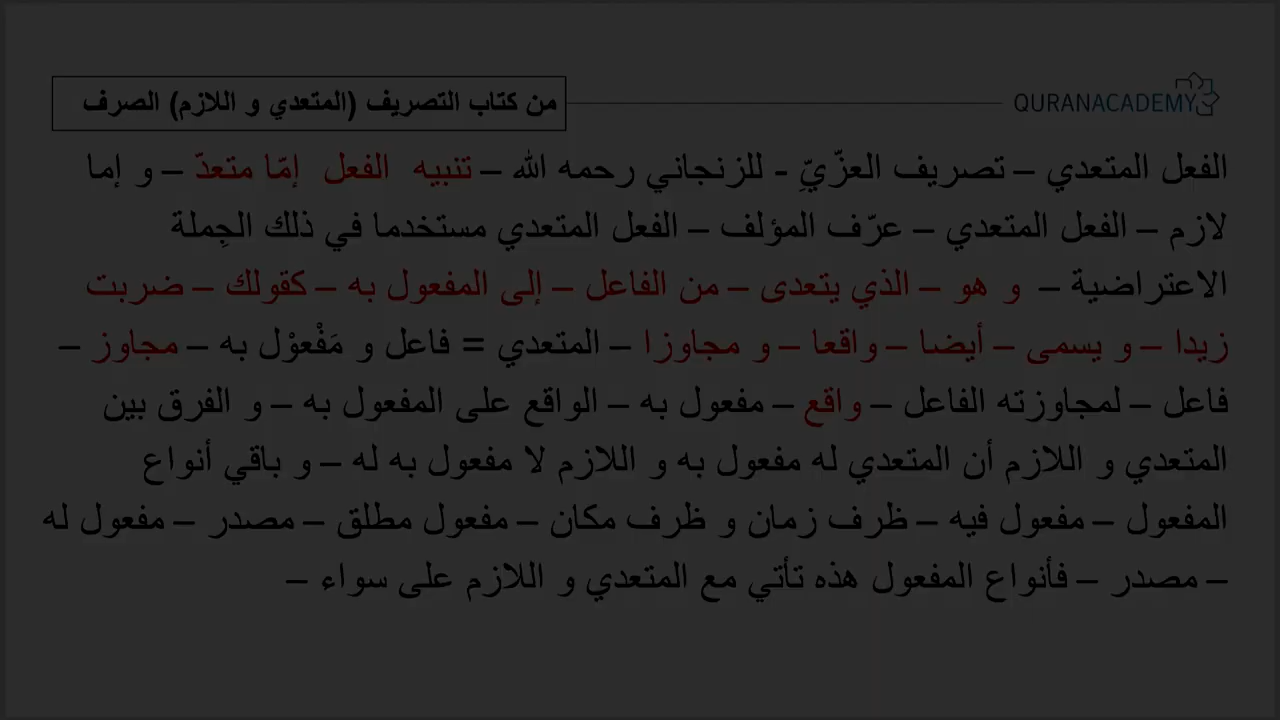 من كتاب التصريف (المتعدي و اللازم) الصرف
QURANACADEMY
الفعل المتعدي – تصريف العزّيِّ - للزنجاني رحمه الله – تنبيه الفعل إمّا متعدّ – و إما
لازم – الفعل المتعدي – عرّف المؤلف – الفعل المتعدي مستخدما في ذلك الجِملة
الاعتراضية – و هو – الذي يتعدى – من الفاعل – إلى المفعول به – كقولك – ضربت
زيدا – و يسمى – أيضا – واقعا – و مجاوزا – المتعدي = فاعل و مَفْعوْل به – مجاوز –
فاعل – لمجاوزته الفاعل – واقع – مفعول به – الواقع على المفعول به – و الفرق بين
المتعدي و اللازم أن المتعدي له مفعول به و اللازم لا مفعول به له – و باقي أنواع
المفعول – مفعول فيه – ظرف زمان و ظرف مكان – مفعول مطلق – مصدر – مفعول له
– مصدر – فأنواع المفعول هذه تأتي مع المتعدي و اللازم على سواء –